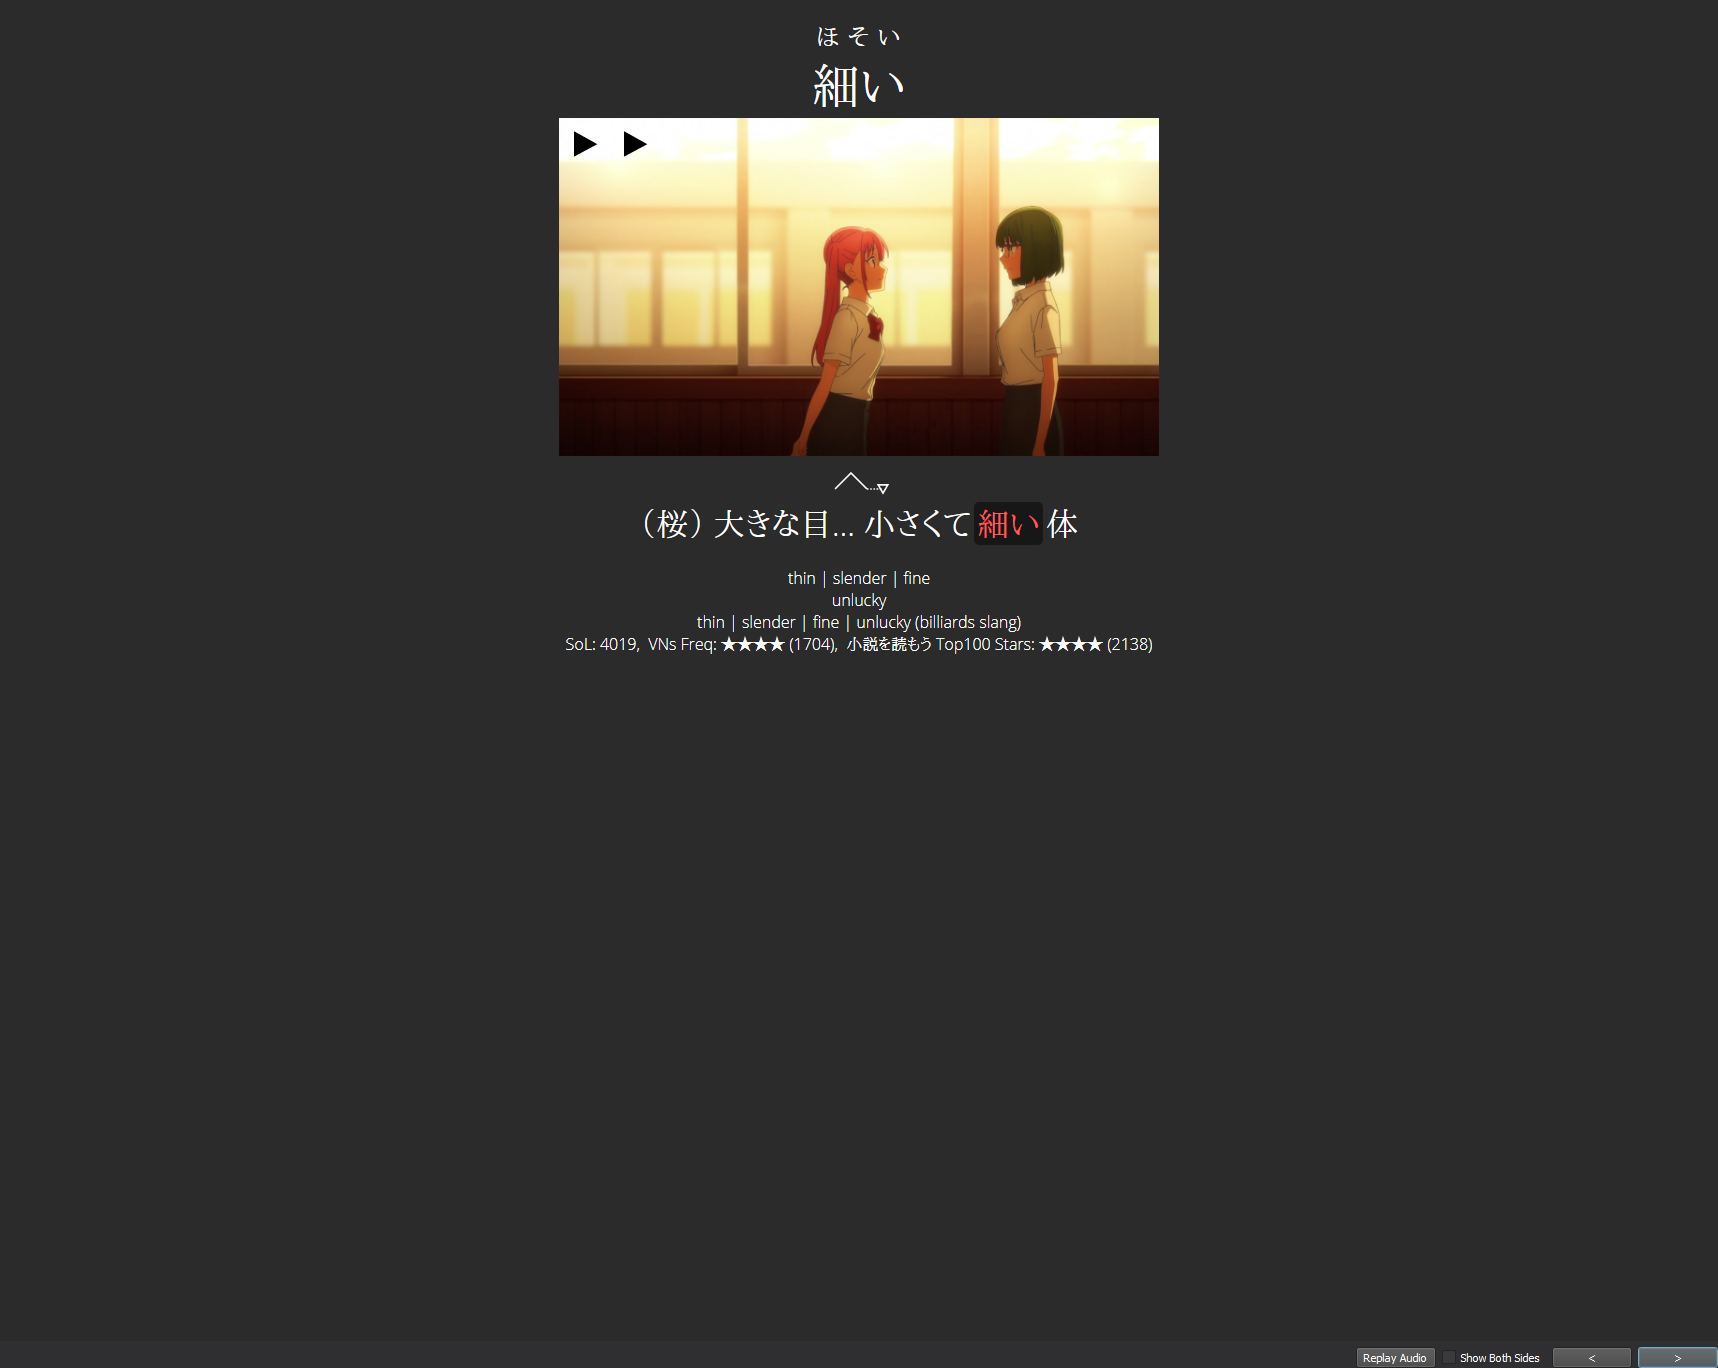 ほそい
細い
（桜）大きな目… 小さくて細い体
thin | slender | fine
unlucky
thin | slender | fine | unlucky (billiards slang)
SoL: 4019, VNs Freq: ★★★★ (1704), 小説を読もう Top100 Stars: ★★★★ (2138)
Replay Audio Show Both Sides < >